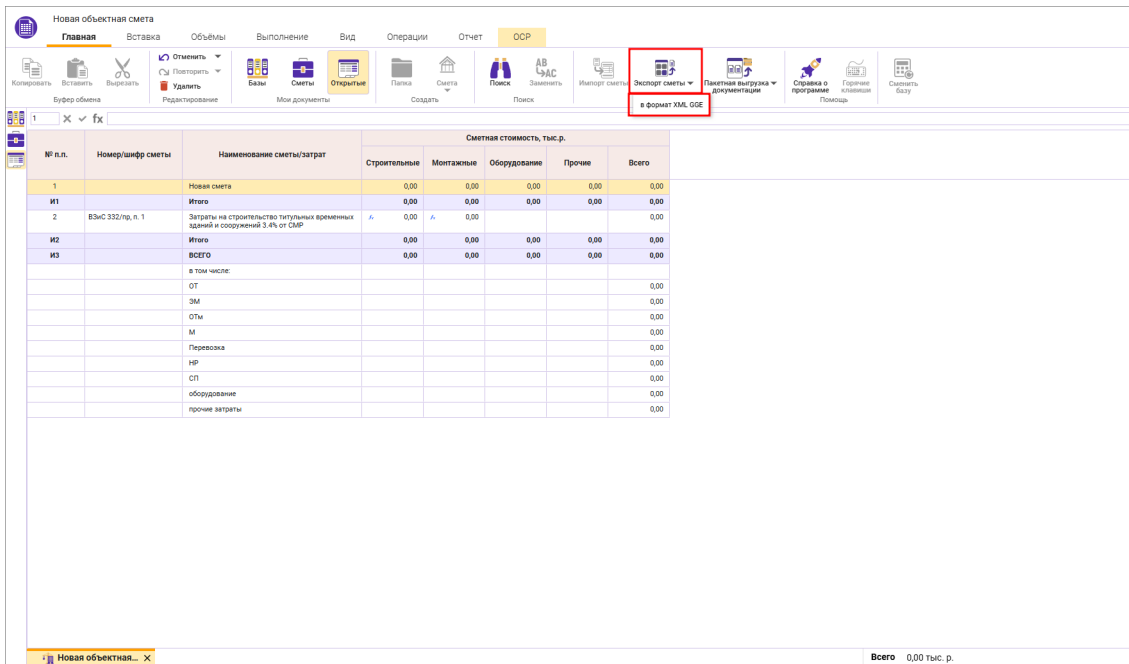 Новая объектная смета
Главная Вставка Объёмы Выполнение Вид Операции Отчет ОСР
Копировать Вставить Вырезать
Буфер обмена
Отменить
Повторить
Удалить
Редактирование
Базы Сметы Открытые
Мои документы
Папка Смета
Создать
Поиск Заменить
AB
AC
Поиск
Импорт сметы Экспорт сметы Пакетная выгрузка документации
в формат XML GGE
Справка о программе Горячие клавиши
Помощь
Сменить базу
1 fx
№ п.п. Номер/шифр сметы Наименование сметы/затрат Сметная стоимость, тыс.р.
Строительные Монтажные Оборудование Прочие Всего
1 Новая смета 0,00 0,00 0,00 0,00 0,00
И1 Итого 0,00 0,00 0,00 0,00 0,00
2 ВЗиС 332/пр, п. 1 Затраты на строительство титульных временных fx 0,00 fx 0,00 0,00
зданий и сооружений 3.4% от СМР
И2 Итого 0,00 0,00 0,00 0,00 0,00
И3 ВСЕГО 0,00 0,00 0,00 0,00 0,00
в том числе:
ОТ 0,00
ЭМ 0,00
ОТм 0,00
М 0,00
Перевозка 0,00
НР 0,00
СП 0,00
оборудование 0,00
прочие затраты 0,00
Новая объектная... X
Всего 0,00 тыс. р.